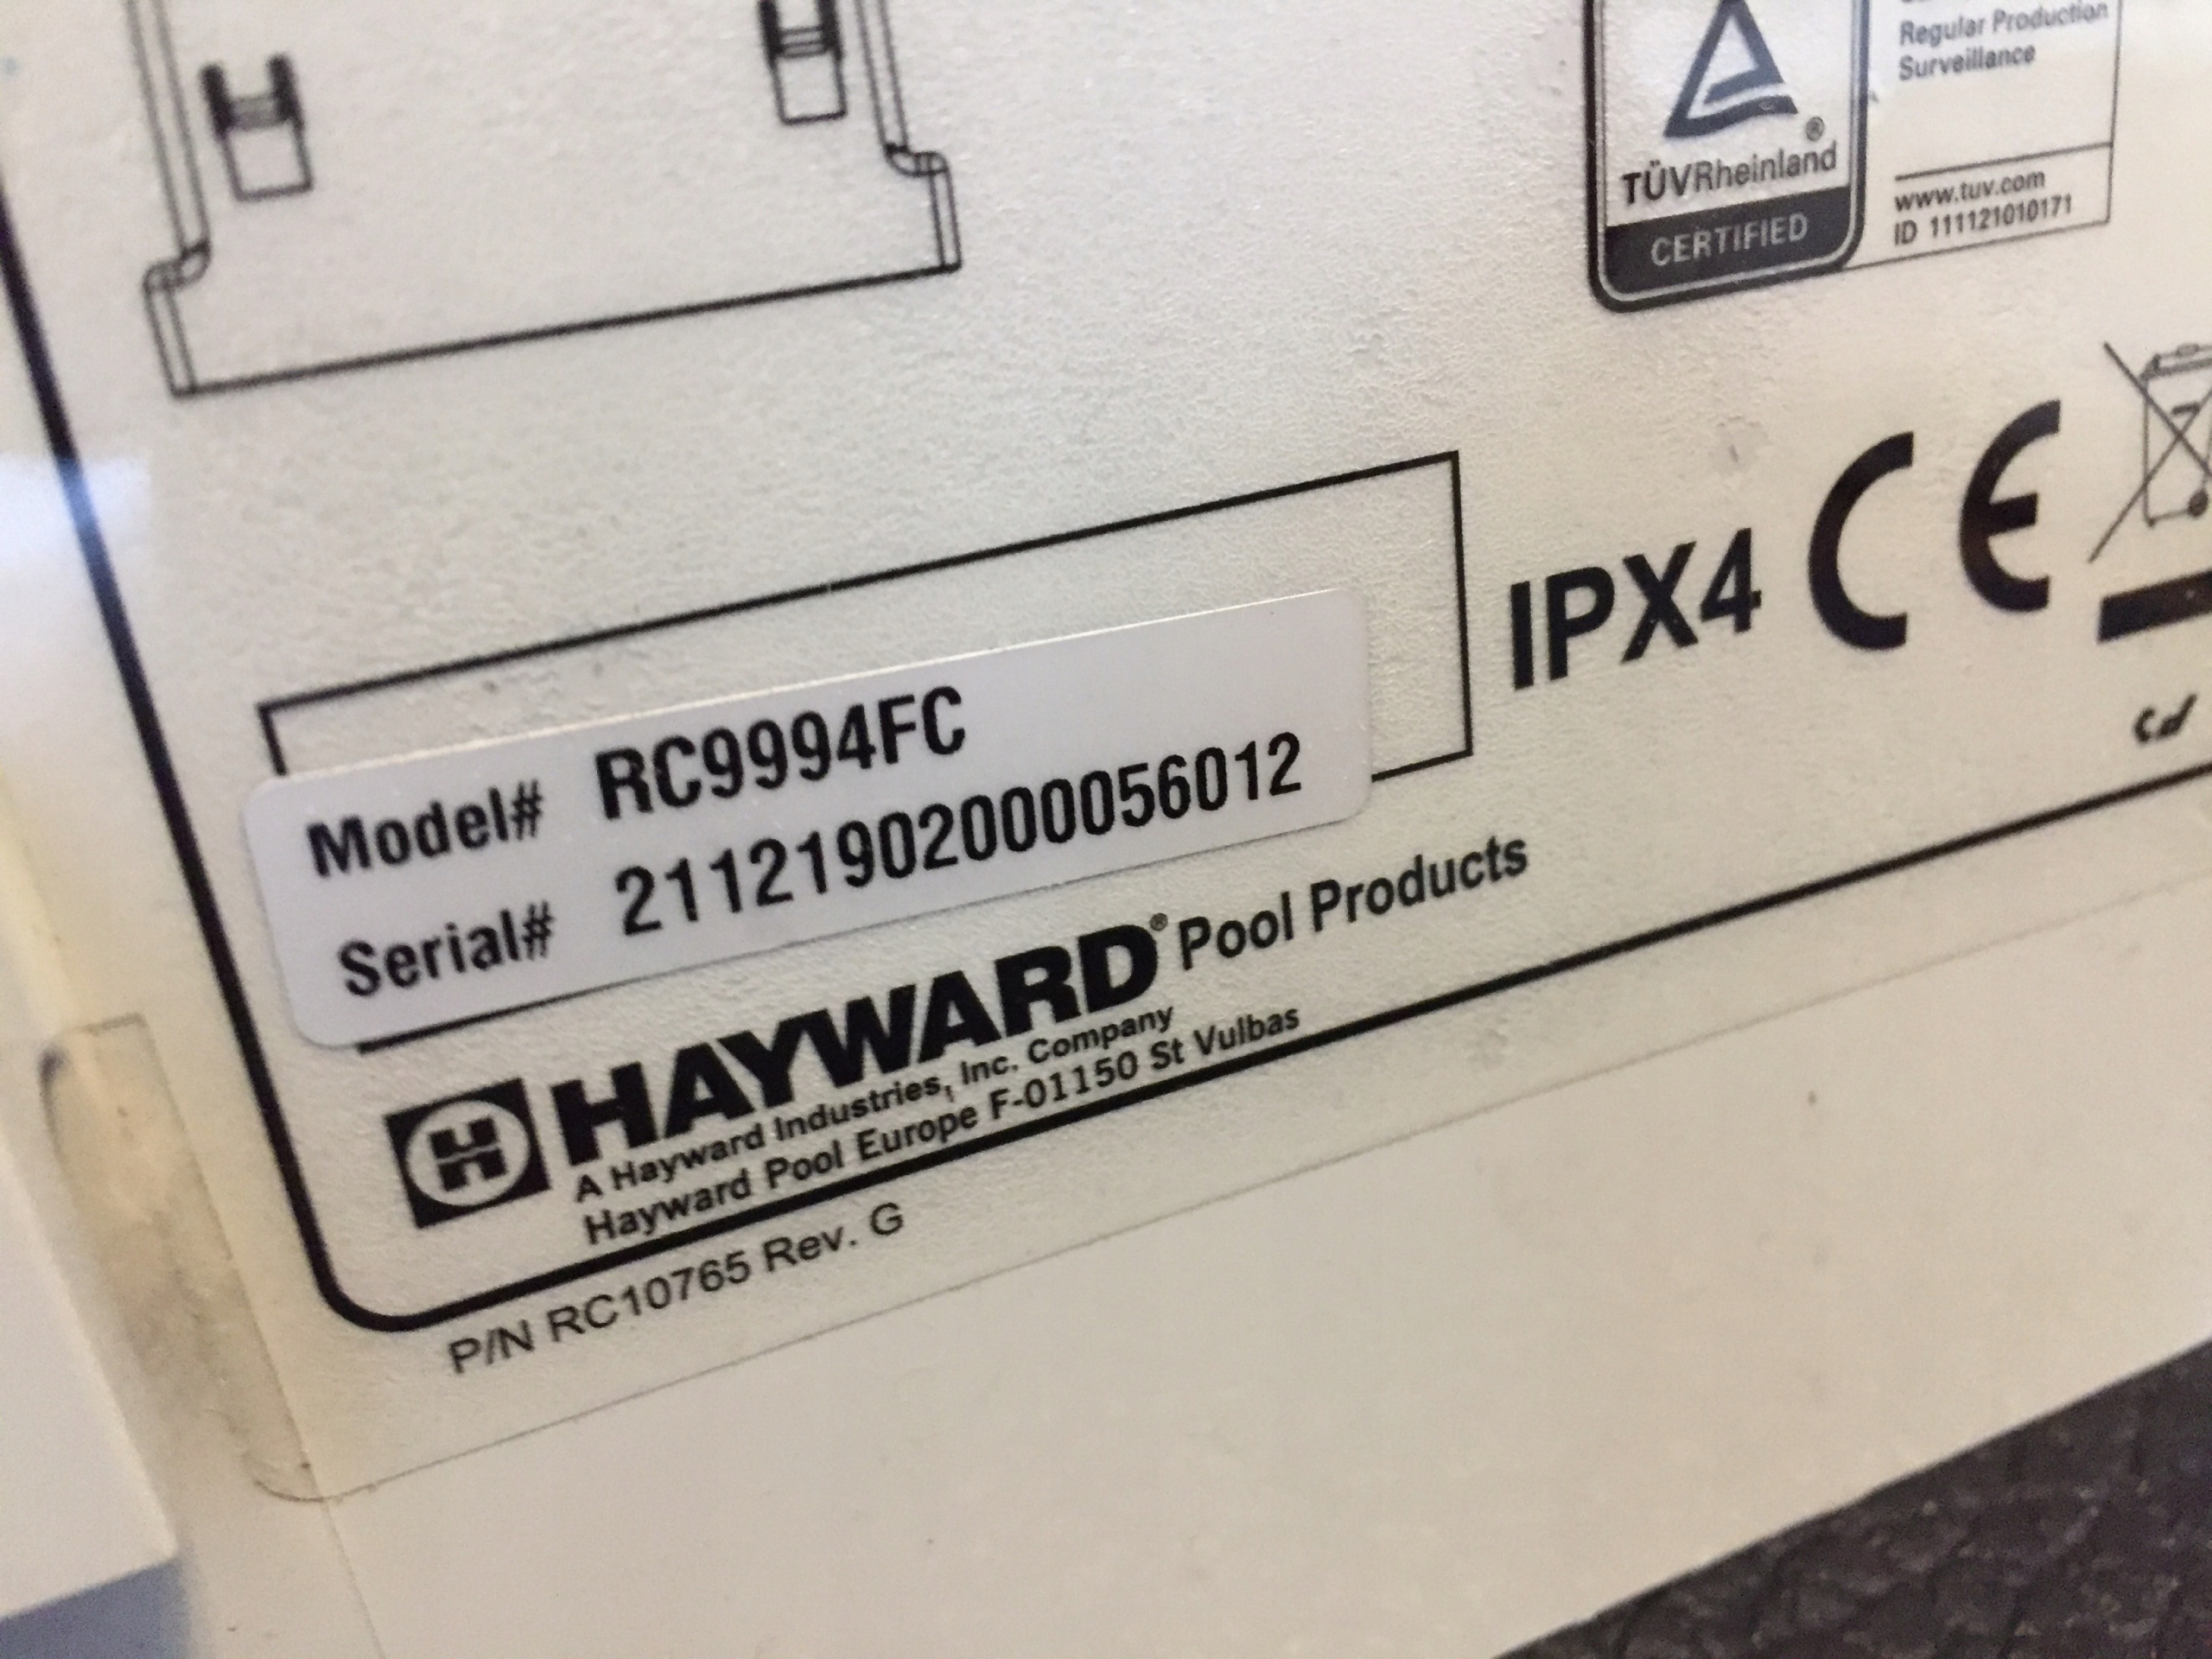 Regular Production
Surveillance
®
TÜVRheinland
CERTIFIED
www.tuv.com
ID 111121010171
IPX4 CE
Cd
Model# RC9994FC
Serial# 21121902000056012
HAYWARD® Pool Products
A Hayward Industries, Inc. Company
Hayward Pool Europe F-01150 St Vulbas
P/N RC10765 Rev. G